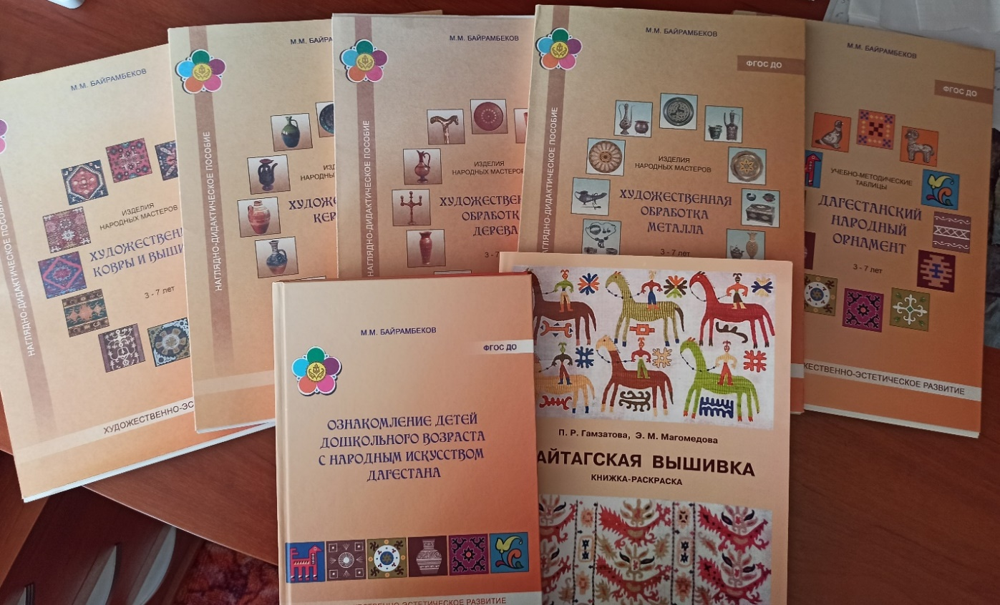 М.М. БАЙРАМБЕКОВ
НАГЛЯДНО-ДИДАКТИЧЕСКОЕ ПОСОБИЕ
ИЗДЕЛИЯ
НАРОДНЫХ МАСТЕРОВ
ХУДОЖЕСТВЕН
КОВРЫ И ВЫШИ
3 - 7 лет
ХУДОЖЕСТВЕННО-ЭС
М.М. БАЙРА
НАГЛЯДНО-ДИДАКТИЧЕСКОЕ ПОСОБИЕ
ИЗДЕЛИЯ
НАРОДНЫХ М
ХУДОЖЕ
КЕР
М.М. БАЙРАМБЕКОВ
НАГЛЯДНО-ДИДАКТИЧЕСКОЕ ПОСОБИЕ
ИЗДЕЛИЯ
НАРОДНЫХ МАСТЕРОВ
ХУДОЖЕСТВЕН
ОБРАБОТК
ДЕРЕВА
3 - 7
М.М. БАЙРАМБЕКОВ
ФГОС ДО
НАГЛЯДНО-ДИДАКТИЧЕСКОЕ ПОСОБИЕ
ИЗДЕЛИЯ
НАРОДНЫХ МАСТЕРОВ
ХУДОЖЕСТВЕННАЯ
ОБРАБОТКА
МЕТАЛЛА
3 - 7 лет
М.М. БАЙРАМБЕКОВ
ФГОС ДО
УЧЕБНО-МЕТОДИЧЕСКИЕ
ТАБЛИЦЫ
ДАГЕСТАНСКИЙ
НАРОДНЫЙ
ОРНАМЕНТ
3 - 7 лет
ЖЕСТВЕННО-ЭСТЕТИЧЕСКОЕ РАЗВИТИЕ
М.М. БАЙРАМБЕКОВ
ФГОС ДО
ОЗНАКОМЛЕНИЕ ДЕТЕЙ
ДОШКОЛЬНОГО ВОЗРАСТА
С НАРОДНЫМ ИСКУССТВОМ
ДАГЕСТАНА
СТВЕННО-ЭСТЕТИЧЕСКОЕ РАЗВИТИЕ
П. Р. Гамзатова, Э. М. Магомедова
АЙТАГСКАЯ ВЫШИВКА
КНИЖКА-РАСКРАСКА